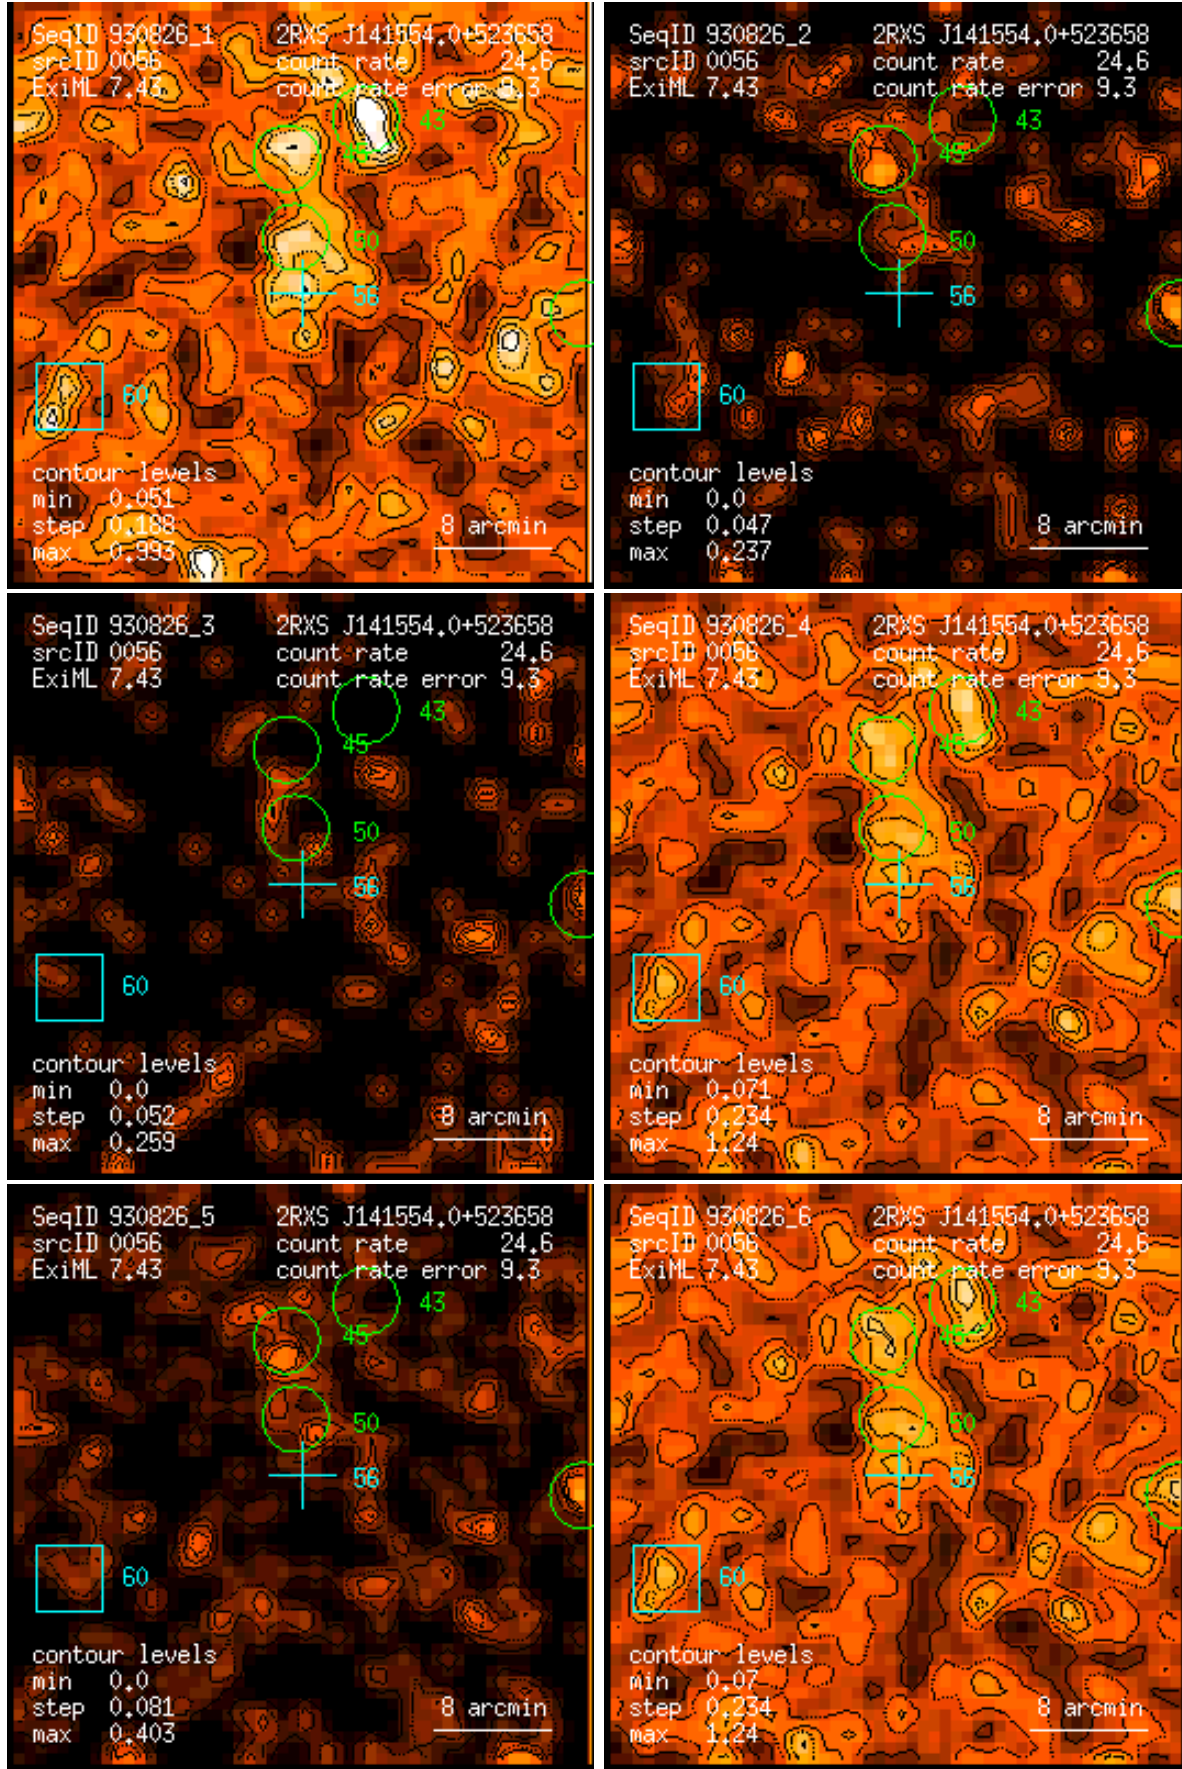 SeqID 930826_1 2RXS J141554.0+523658
srcID 0056 count rate 24.6
ExiML 7.43 count rate error 9.3
43
45
50
56
60
contour levels
min 0.051
step 0.188
max 0.993
8 arcmin
SeqID 930826_2 2RXS J141554.0+523658
srcID 0056 count rate 24.6
ExiML 7.43 count rate error 9.3
43
45
50
56
60
contour levels
min 0.0
step 0.047
max 0.237
8 arcmin
SeqID 930826_3 2RXS J141554.0+523658
srcID 0056 count rate 24.6
ExiML 7.43 count rate error 9.3
43
45
50
56
60
contour levels
min 0.0
step 0.052
max 0.259
8 arcmin
SeqID 930826_4 2RXS J141554.0+523658
srcID 0056 count rate 24.6
ExiML 7.43 count rate error 9.3
43
45
50
56
60
contour levels
min 0.071
step 0.234
max 1.24
8 arcmin
SeqID 930826_5 2RXS J141554.0+523658
srcID 0056 count rate 24.6
ExiML 7.43 count rate error 9.3
43
45
50
56
60
contour levels
min 0.0
step 0.081
max 0.403
8 arcmin
SeqID 930826_6 2RXS J141554.0+523658
srcID 0056 count rate 24.6
ExiML 7.43 count rate error 9.3
43
45
50
56
60
contour levels
min 0.07
step 0.234
max 1.24
8 arcmin